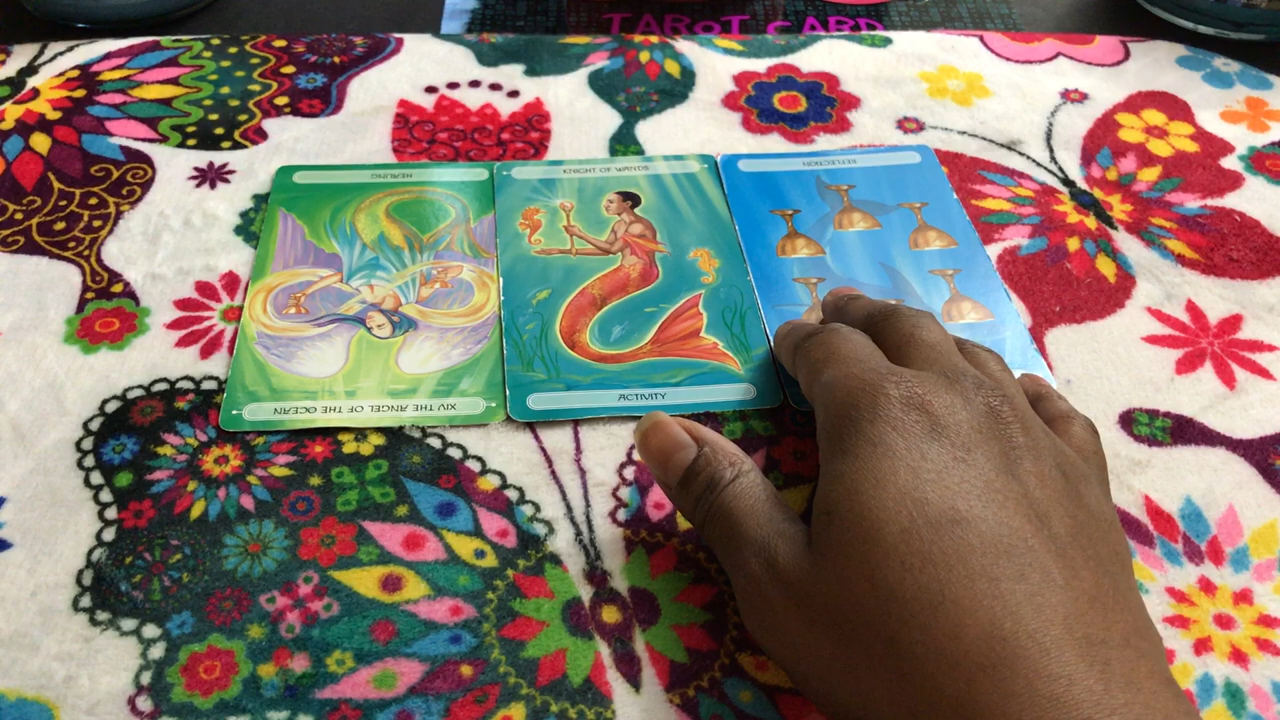 TAROT CARD
HEALING
KNIGHT OF WANDS
REFLECTION
XIV THE ANGEL OF THE OCEAN
ACTIVITY